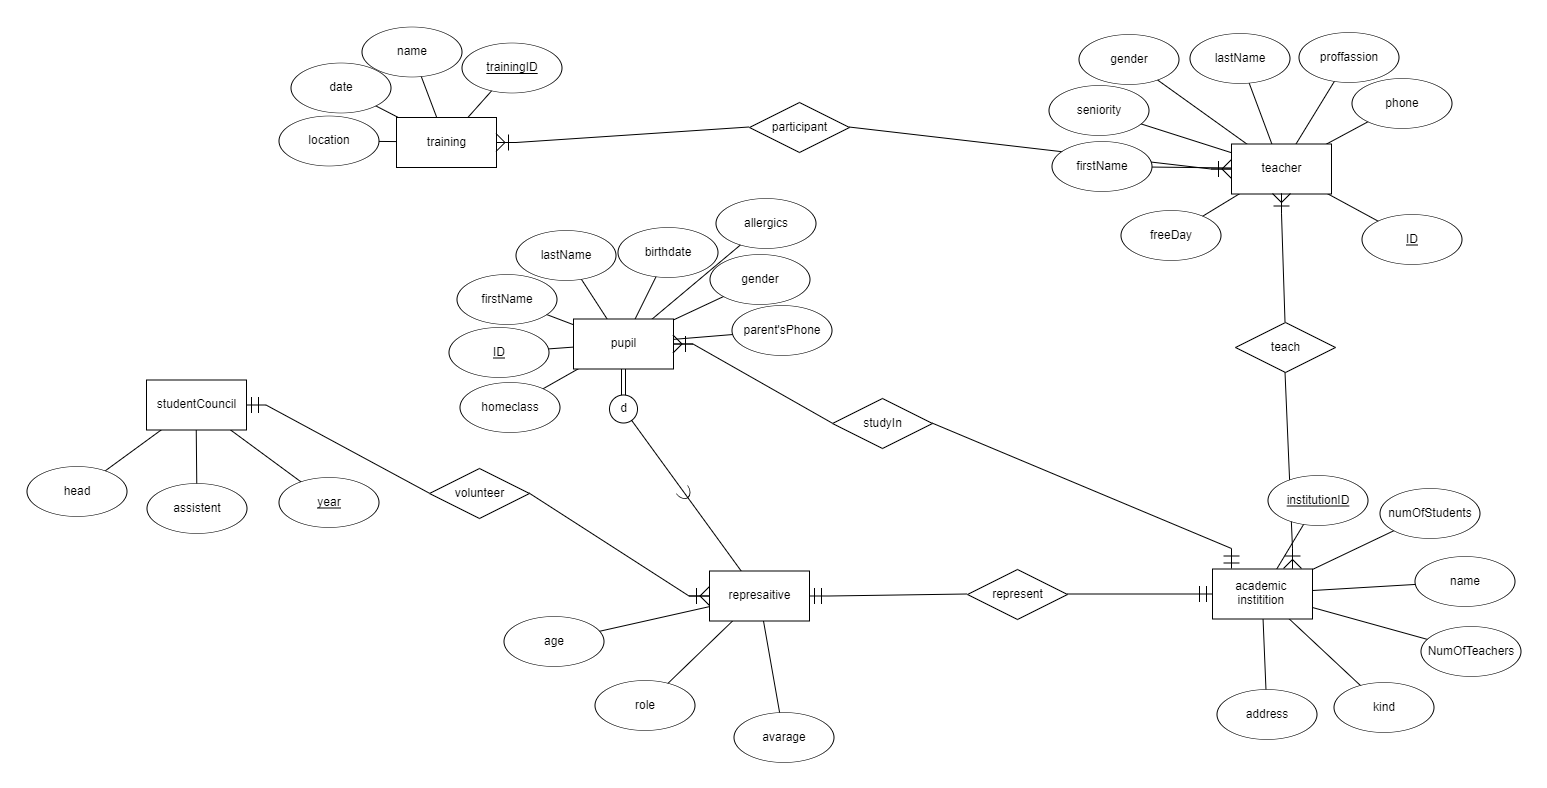 name
trainingID
date
location
training
participant
gender
lastName
proffassion
seniority
phone
firstName
teacher
freeDay
ID
allergics
lastName
birthdate
gender
firstName
parent'sPhone
ID
pupil
homeclass
d
teach
studentCouncil
head
assistent
year
volunteer
studyIn
institutionID
numOfStudents
represaitive
represent
academic
institition
name
age
NumOfTeachers
role
avarage
address
kind